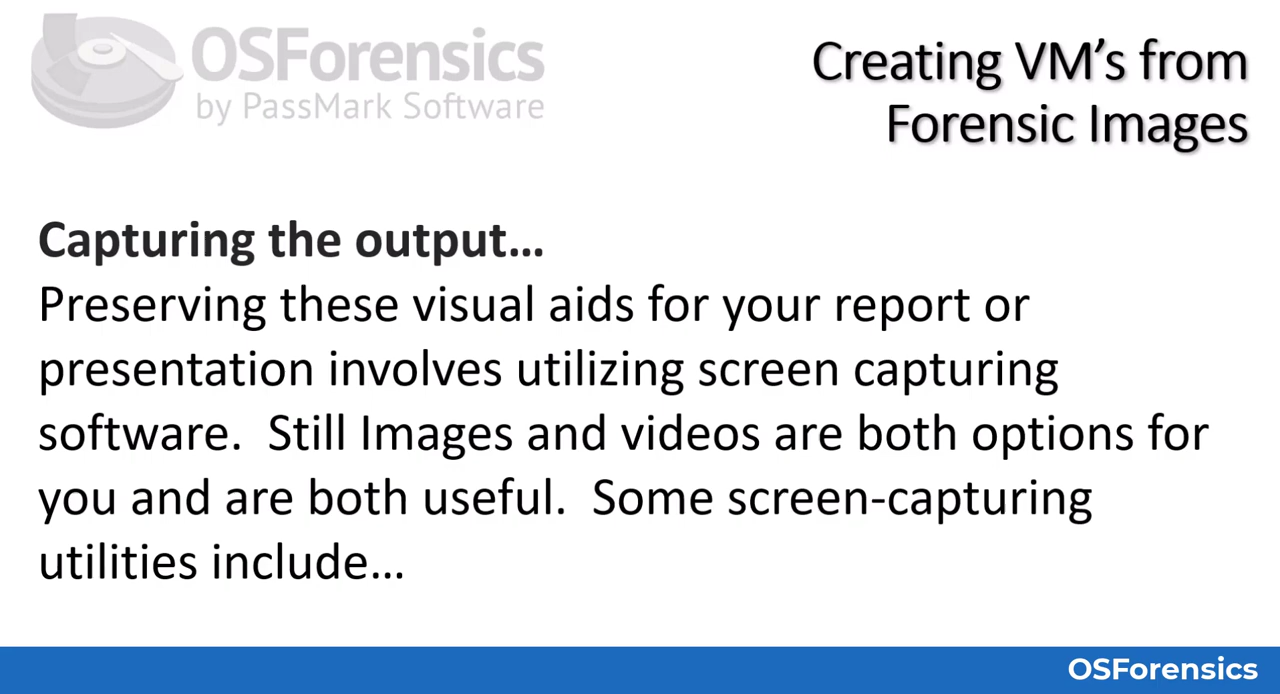 OSForensics
by PassMark Software
Creating VM’s from
Forensic Images
Capturing the output…
Preserving these visual aids for your report or
presentation involves utilizing screen capturing
software.  Still Images and videos are both options for
you and are both useful.  Some screen-capturing
utilities include…
OSForensics